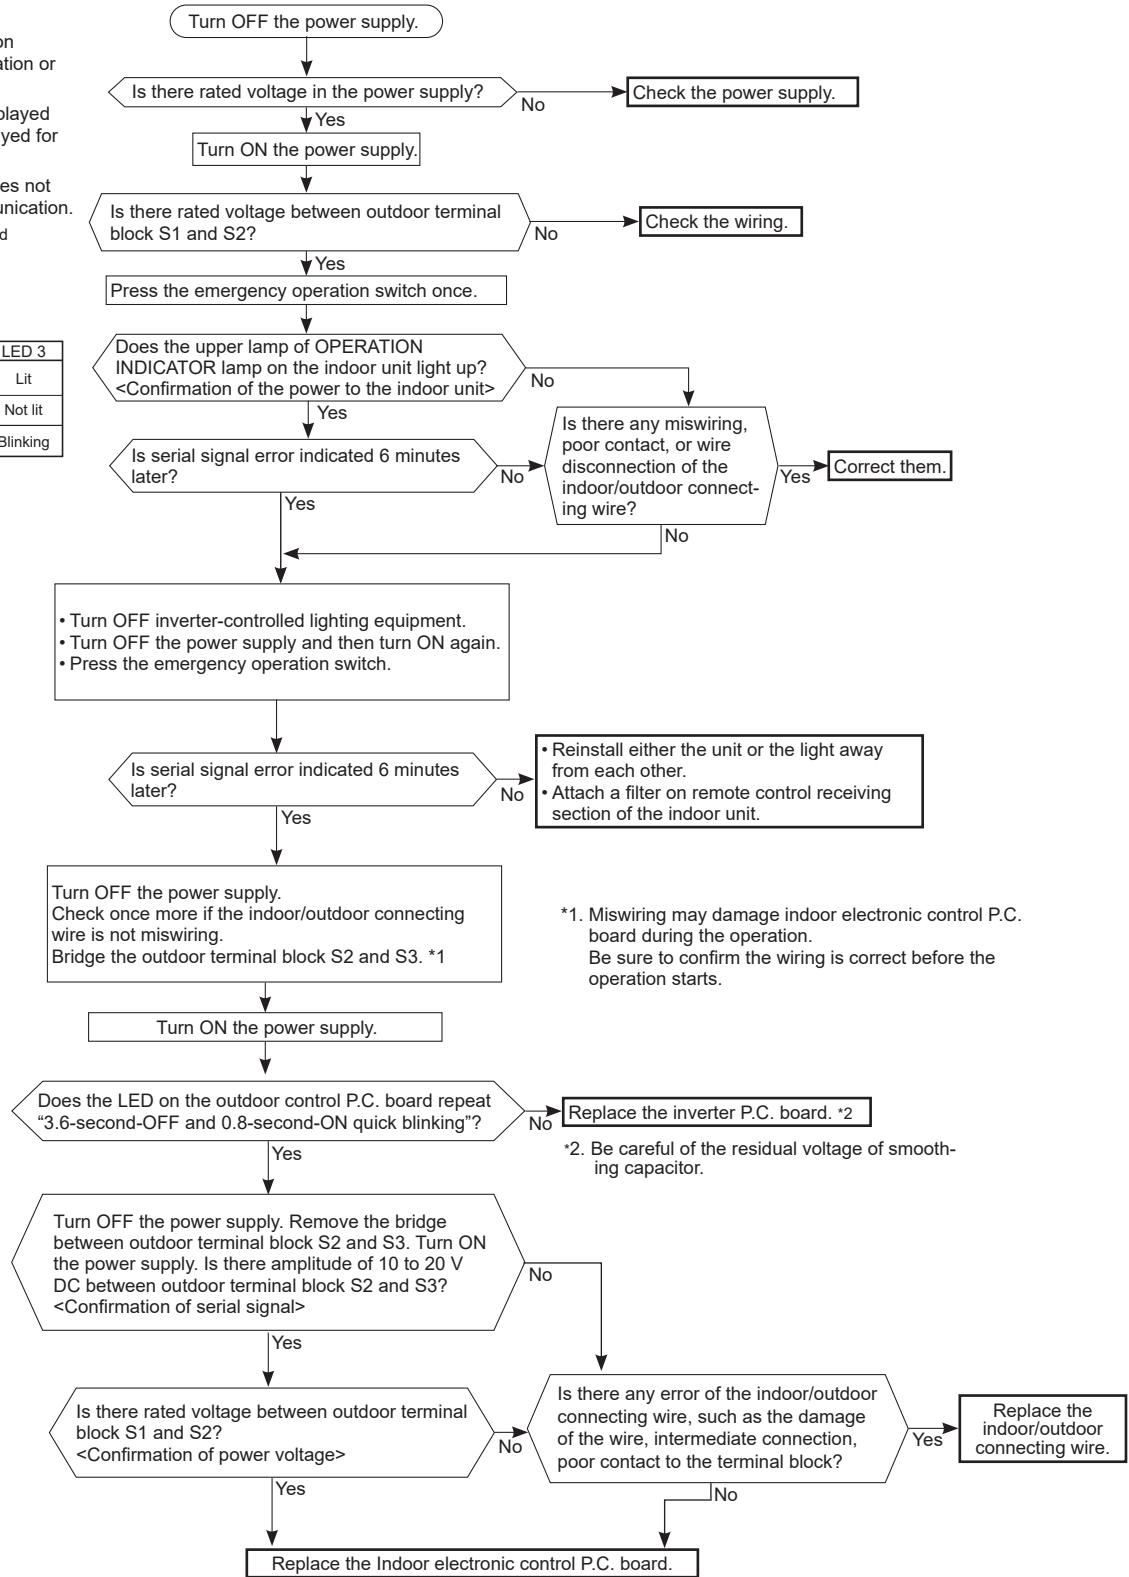 Turn OFF the power supply.
Is there rated voltage in the power supply?
No
Check the power supply.
Yes
Turn ON the power supply.
Is there rated voltage between outdoor terminal
block S1 and S2?
No
Check the wiring.
Yes
Press the emergency operation switch once.
LED 3
Lit
Not lit
Blinking
Does the upper lamp of OPERATION
INDICATOR lamp on the indoor unit light up?
<Confirmation of the power to the indoor unit>
No
Yes
Is there any miswiring,
poor contact, or wire
disconnection of the
indoor/outdoor connect-
ing wire?
Yes
Correct them.
No
Is serial signal error indicated 6 minutes
later?
No
Yes
• Turn OFF inverter-controlled lighting equipment.
• Turn OFF the power supply and then turn ON again.
• Press the emergency operation switch.
Is serial signal error indicated 6 minutes
later?
No
• Reinstall either the unit or the light away
from each other.
• Attach a filter on remote control receiving
section of the indoor unit.
Yes
Turn OFF the power supply.
Check once more if the indoor/outdoor connecting
wire is not miswiring.
Bridge the outdoor terminal block S2 and S3. *1
*1. Miswiring may damage indoor electronic control P.C.
board during the operation.
Be sure to confirm the wiring is correct before the
operation starts.
Turn ON the power supply.
Does the LED on the outdoor control P.C. board repeat
“3.6-second-OFF and 0.8-second-ON quick blinking”?
No
Replace the inverter P.C. board. *2
*2. Be careful of the residual voltage of smooth-
ing capacitor.
Yes
Turn OFF the power supply. Remove the bridge
between outdoor terminal block S2 and S3. Turn ON
the power supply. Is there amplitude of 10 to 20 V
DC between outdoor terminal block S2 and S3?
<Confirmation of serial signal>
No
Yes
Is there rated voltage between outdoor terminal
block S1 and S2?
<Confirmation of power voltage>
No
Is there any error of the indoor/outdoor
connecting wire, such as the damage
of the wire, intermediate connection,
poor contact to the terminal block?
Yes
Replace the
indoor/outdoor
connecting wire.
Yes
No
Replace the Indoor electronic control P.C. board.